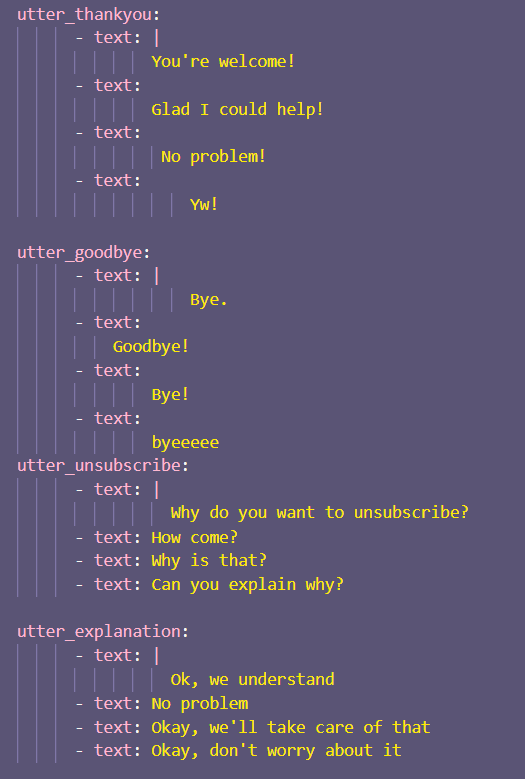 utter_thankyou:
- text: |
You're welcome!
- text:
Glad I could help!
- text:
No problem!
- text:
Yw!
utter_goodbye:
- text: |
Bye.
- text:
Goodbye!
- text:
Bye!
- text:
byeeeee
utter_unsubscribe:
- text: |
Why do you want to unsubscribe?
- text: How come?
- text: Why is that?
- text: Can you explain why?
utter_explanation:
- text: |
Ok, we understand
- text: No problem
- text: Okay, we'll take care of that
- text: Okay, don't worry about it